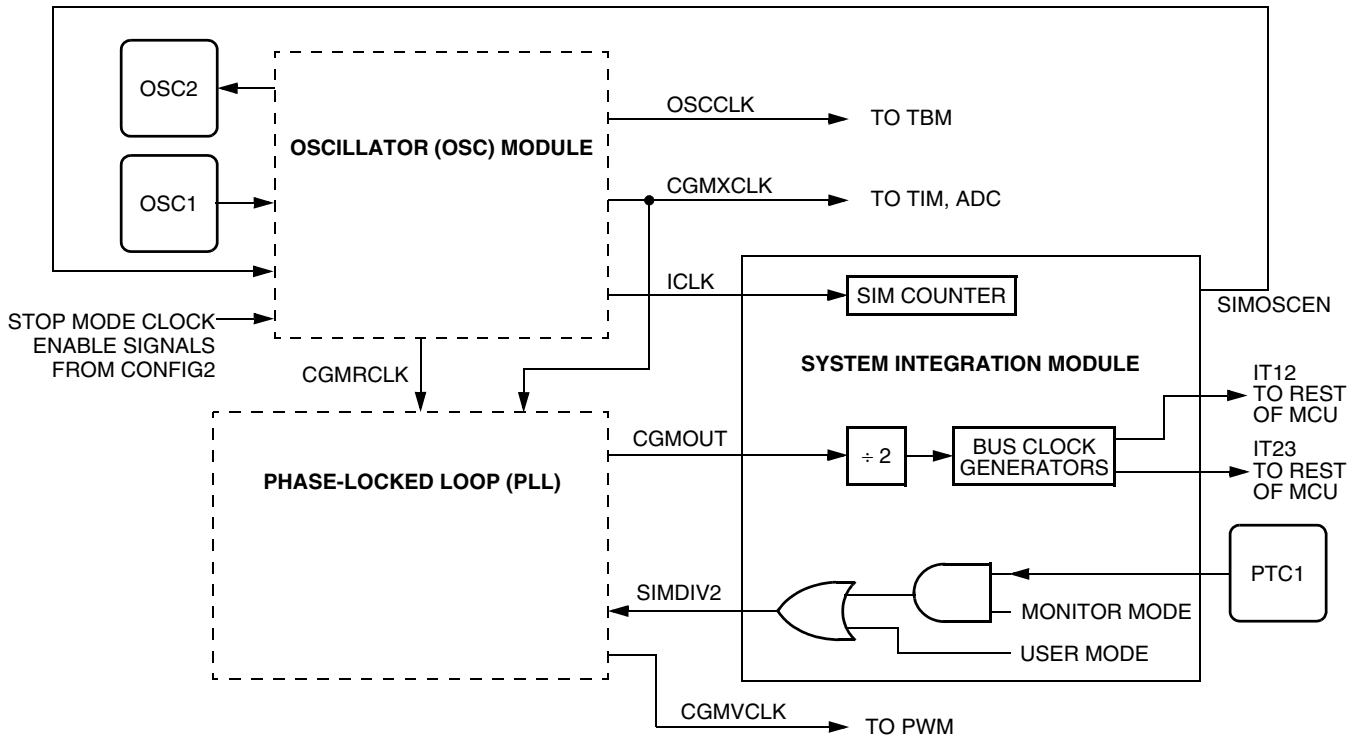 OSC2
OSC1
OSCILLATOR (OSC) MODULE
OSCCLK
TO TBM
CGMXCLK
TO TIM, ADC
ICLK
SIM COUNTER
SIMOSCEN
STOP MODE CLOCK
ENABLE SIGNALS
FROM CONFIG2
CGMRCLK
SYSTEM INTEGRATION MODULE
IT12
TO REST
OF MCU
CGMOUT
÷ 2
BUS CLOCK
GENERATORS
IT23
TO REST
OF MCU
PHASE-LOCKED LOOP (PLL)
PTC1
SIMDIV2
MONITOR MODE
USER MODE
CGMVCLK
TO PWM